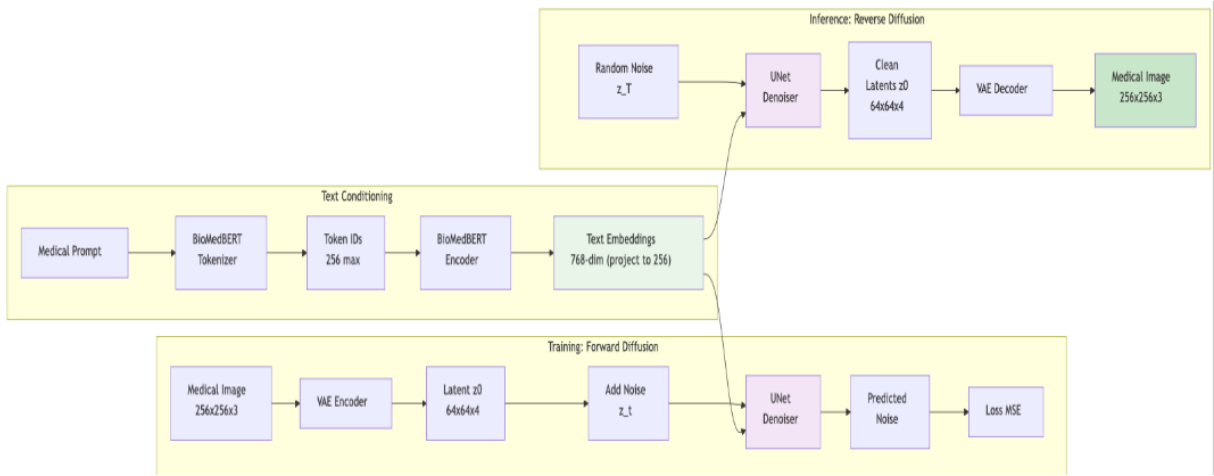 Inference: Reverse Diffusion
Random Noise
z_T
UNet
Denoiser
Clean
Latents z0
64x64x4
VAE Decoder
Medical Image
256x256x3
Text Conditioning
Medical Prompt
BioMedBERT
Tokenizer
Token IDs
256 max
BioMedBERT
Encoder
Text Embeddings
768-dim (project to 256)
Training: Forward Diffusion
Medical Image
256x256x3
VAE Encoder
Latent z0
64x64x4
Add Noise
z_t
UNet
Denoiser
Predicted
Noise
Loss MSE